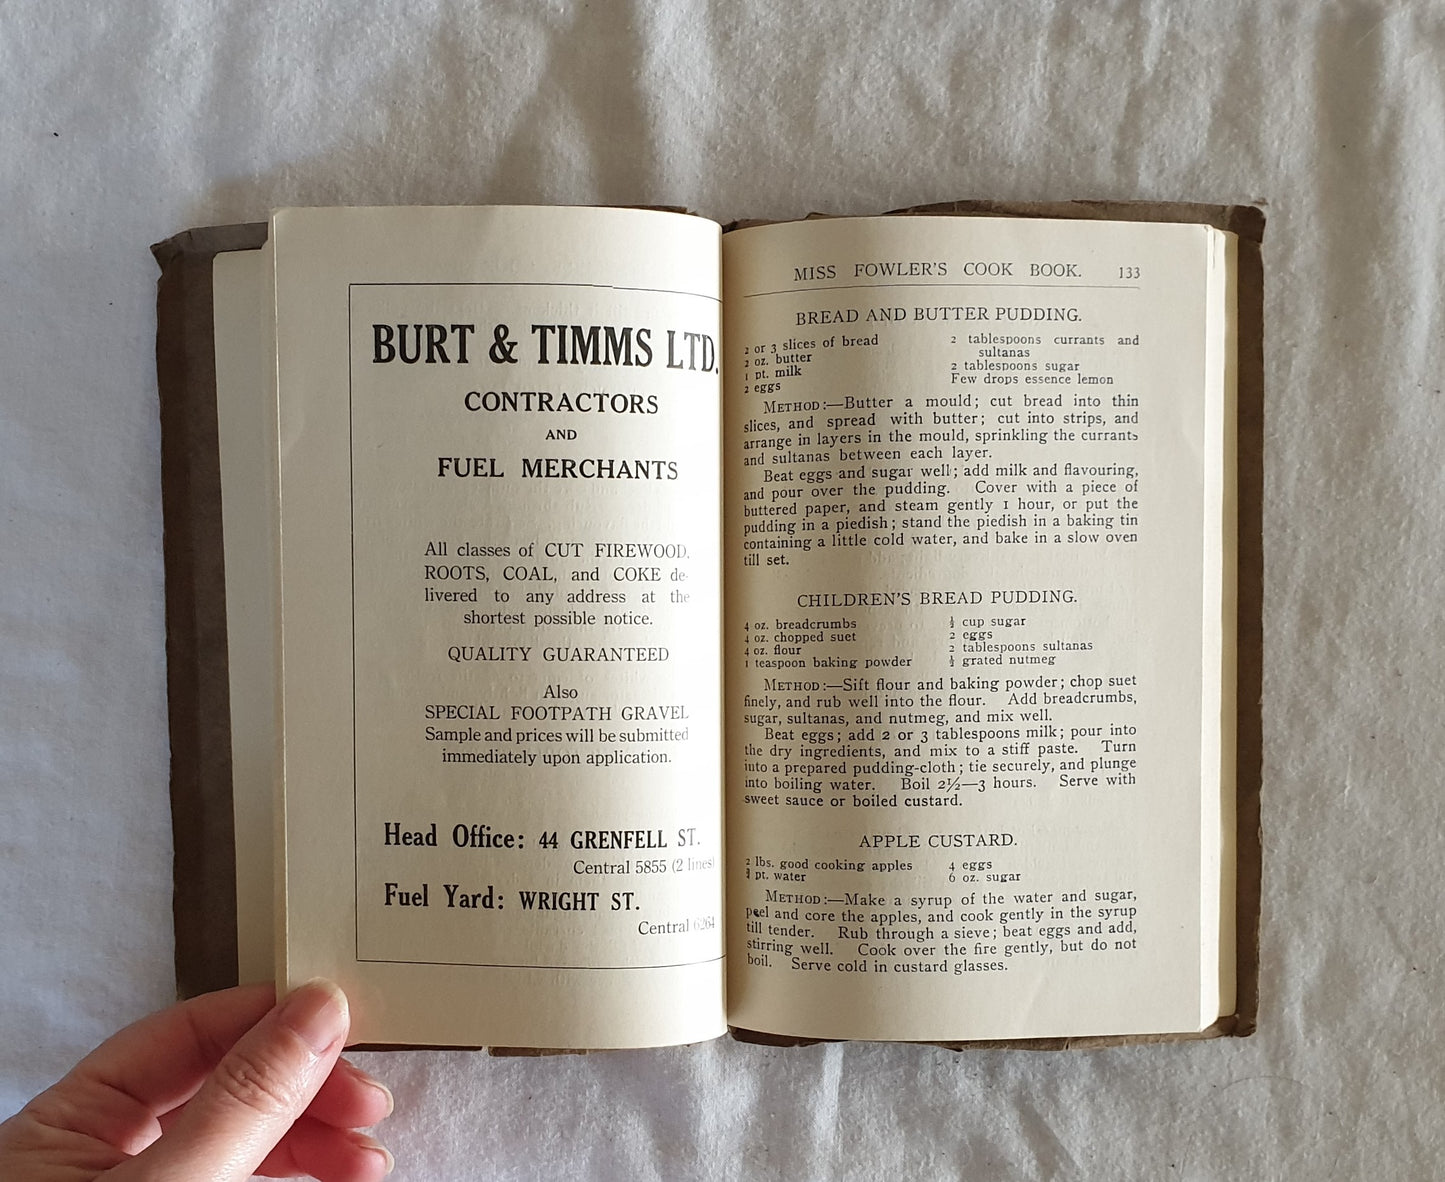 BURT & TIMMS LTD.
CONTRACTORS
AND
FUEL MERCHANTS
All classes of CUT FIREWOOD,
ROOTS, COAL, and COKE de-
livered to any address at the
shortest possible notice.
QUALITY GUARANTEED
Also
SPECIAL FOOTPATH GRAVEL
Sample and prices will be submitted
immediately upon application.
Head Office: 44 GRENFELL ST.
Central 5855 (2 lines)
Fuel Yard: WRIGHT ST.
Central 6264
MISS FOWLER'S COOK BOOK. 133
BREAD AND BUTTER PUDDING.
2 or 3 slices of bread
2 oz. butter
1 pt. milk
2 eggs
2 tablespoons currants and
sultanas
2 tablespoons sugar
Few drops essence lemon
METHOD:—Butter a mould; cut bread into thin
slices, and spread with butter; cut into strips, and
arrange in layers in the mould, sprinkling the currants
and sultanas between each layer.
Beat eggs and sugar well; add milk and flavouring,
and pour over the pudding. Cover with a piece of
buttered paper, and steam gently 1 hour, or put the
pudding in a piedish; stand the piedish in a baking tin
containing a little cold water, and bake in a slow oven
till set.
CHILDREN'S BREAD PUDDING.
4 oz. breadcrumbs
4 oz. chopped suet
4 oz. flour
1 teaspoon baking powder
½ cup sugar
2 eggs
2 tablespoons sultanas
½ grated nutmeg
METHOD:—Sift flour and baking powder; chop suet
finely, and rub well into the flour. Add breadcrumbs,
sugar, sultanas, and nutmeg, and mix well.
Beat eggs; add 2 or 3 tablespoons milk; pour into
the dry ingredients, and mix to a stiff paste. Turn
into a prepared pudding-cloth; tie securely, and plunge
into boiling water. Boil 2½—3 hours. Serve with
sweet sauce or boiled custard.
APPLE CUSTARD.
2 lbs. good cooking apples
pt. water
4 eggs
6 oz. sugar
METHOD:—Make a syrup of the water and sugar,
peel and core the apples, and cook gently in the syrup
till tender. Rub through a sieve; beat eggs and add,
stirring well. Cook over the fire gently, but do not
boil. Serve cold in custard glasses.